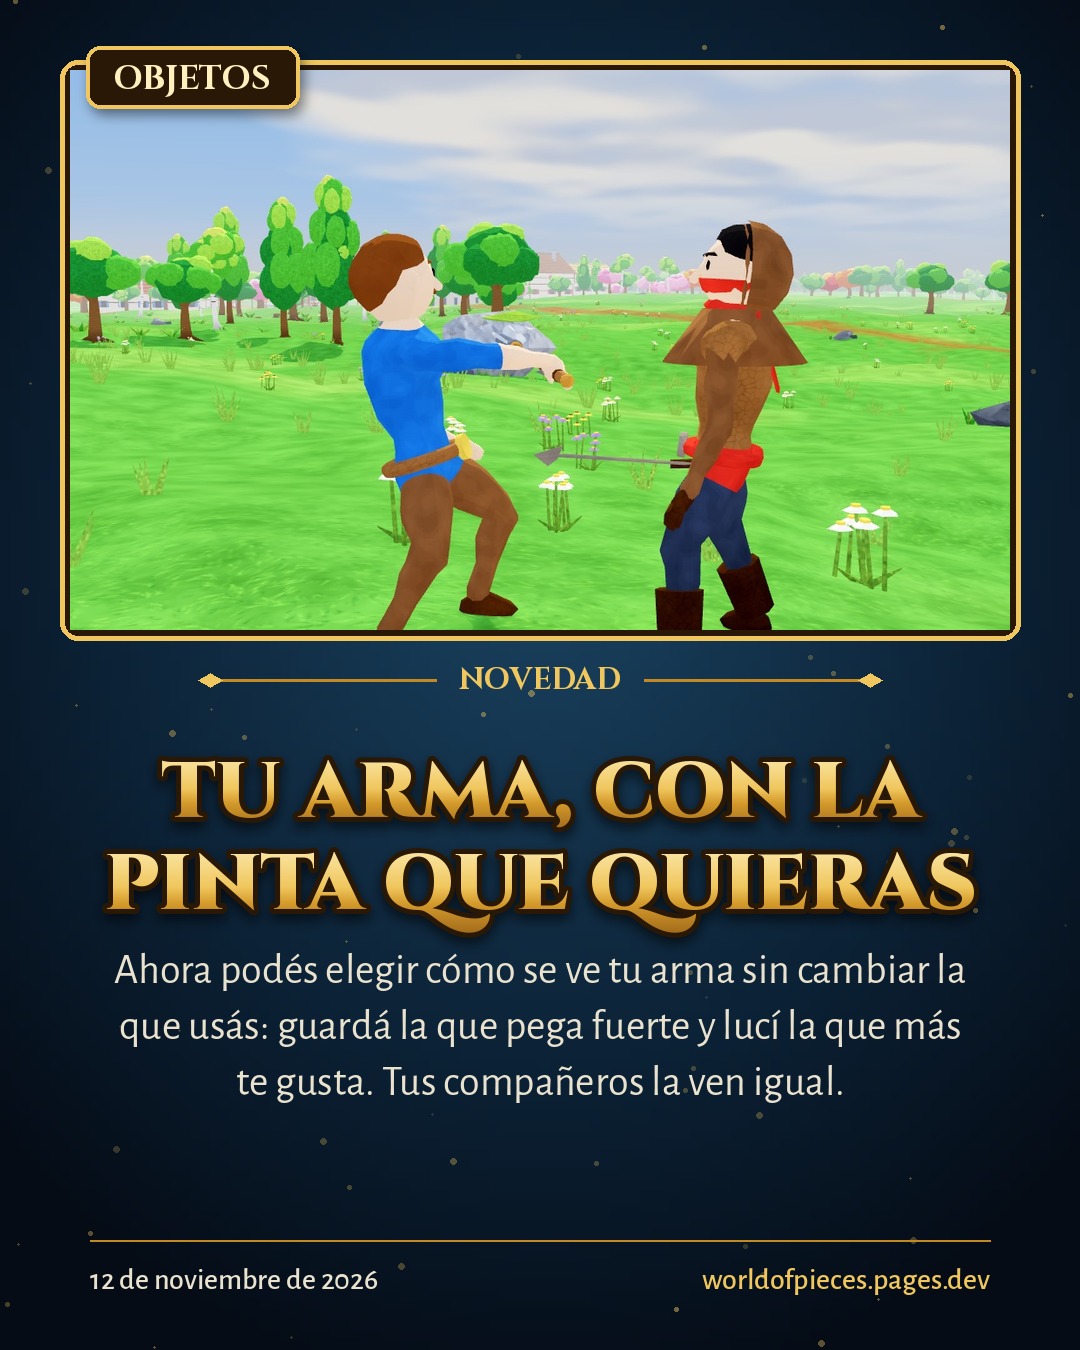 OBJETOS
NOVEDAD
TU ARMA, CON LA
PINTA QUE QUIERAS
Ahora podés elegir cómo se ve tu arma sin cambiar la
que usás: guardá la que pega fuerte y lucí la que más
te gusta. Tus compañeros la ven igual.
12 de noviembre de 2026
worldofpieces.pages.dev